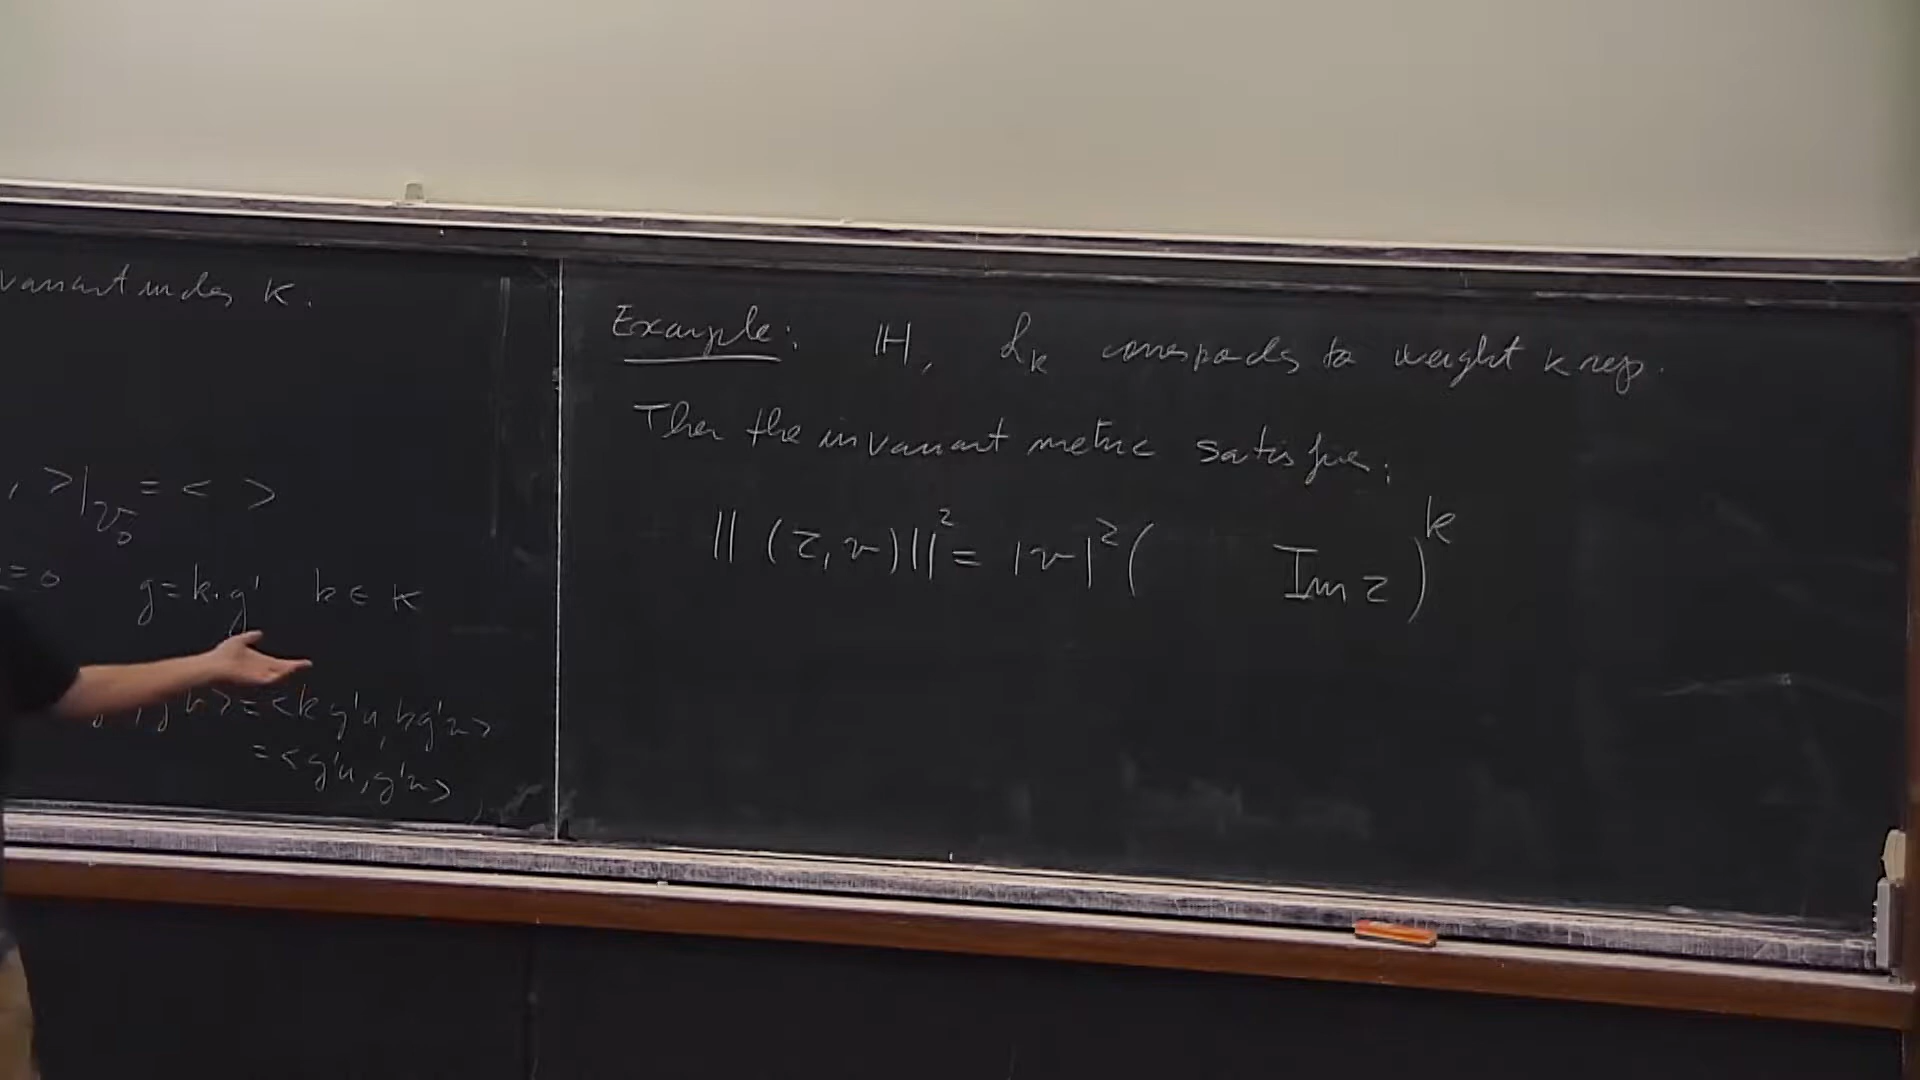 variant under K.
, >|_{v_0} = < >
=0 g=k.g' k ∈ K
> = <kg'u, kg'u>
= <g'u, g'u>
Example: ℍ, ℒ_k corresponds to weight k rep.
Then the invariant metric satisfies:
||(τ,v)||^2 = |v|^2 ( Im τ)^k